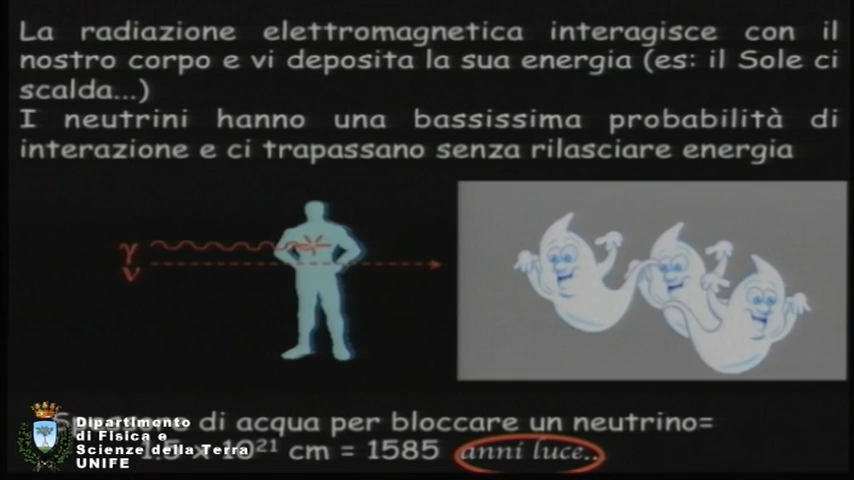 La radiazione elettromagnetica interagisce con il
nostro corpo e vi deposita la sua energia (es: il Sole ci
scalda...)
I neutrini hanno una bassissima probabilità di
interazione e ci trapassano senza rilasciare energia
γ
ν
di acqua per bloccare un neutrino=
1.5 x 10²¹ cm = 1585 anni luce..
Dipartimento
di Fisica e
Scienze della Terra
UNIFE